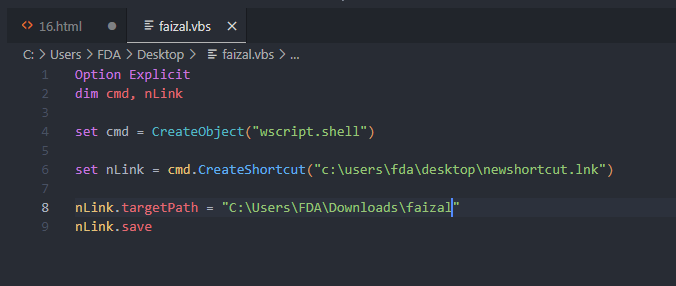 <> 16.html ● faizal.vbs ×
C: > Users > FDA > Desktop > faizal.vbs > ...
1 Option Explicit
2 dim cmd, nLink
3
4 set cmd = CreateObject("wscript.shell")
5
6 set nLink = cmd.CreateShortcut("c:\users\fda\desktop\newshortcut.lnk")
7
8 nLink.targetPath = "C:\Users\FDA\Downloads\faizal"
9 nLink.save